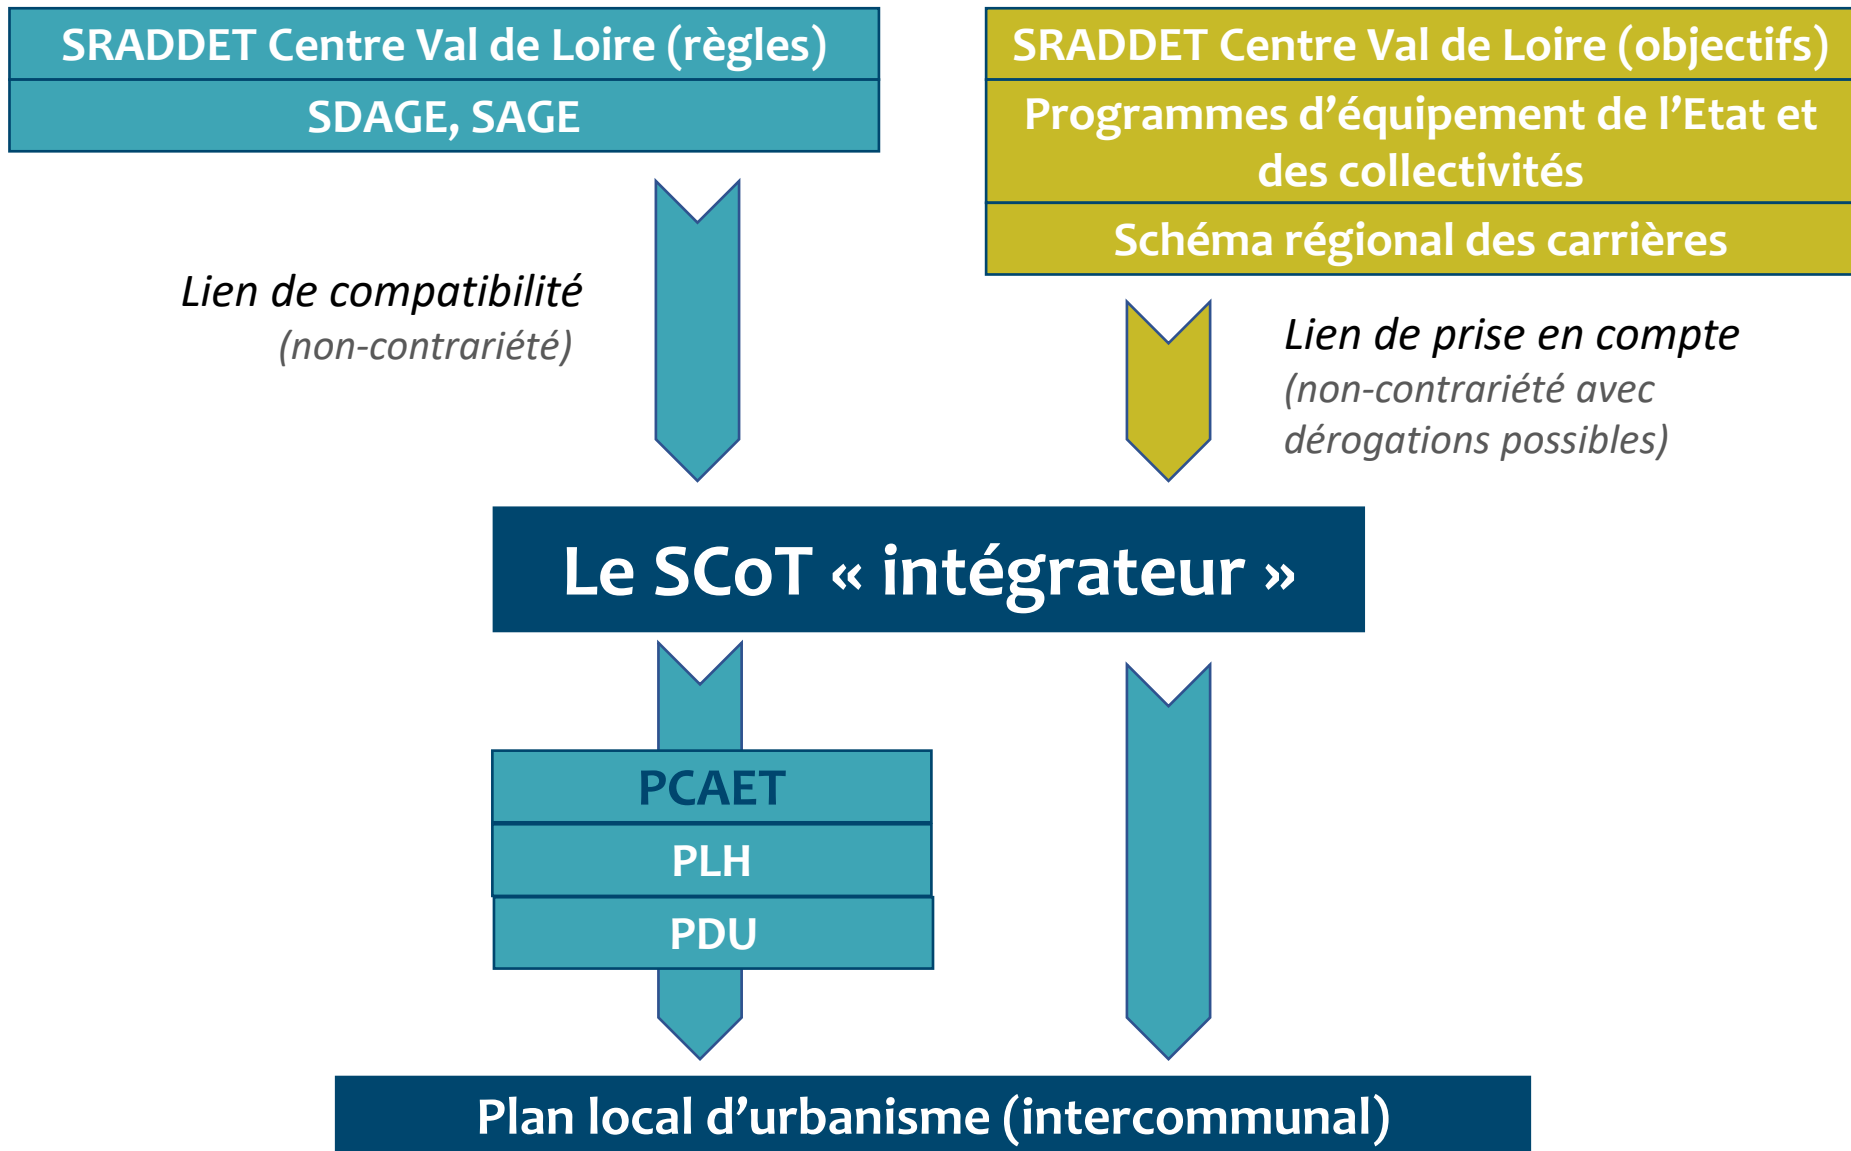 SRADDET Centre Val de Loire (règles)
SDAGE, SAGE
SRADDET Centre Val de Loire (objectifs)
Programmes d’équipement de l’Etat et
des collectivités
Schéma régional des carrières
Lien de compatibilité
(non-contrariété)
Lien de prise en compte
(non-contrariété avec
dérogations possibles)
Le SCoT « intégrateur »
PCAET
PLH
PDU
Plan local d’urbanisme (intercommunal)